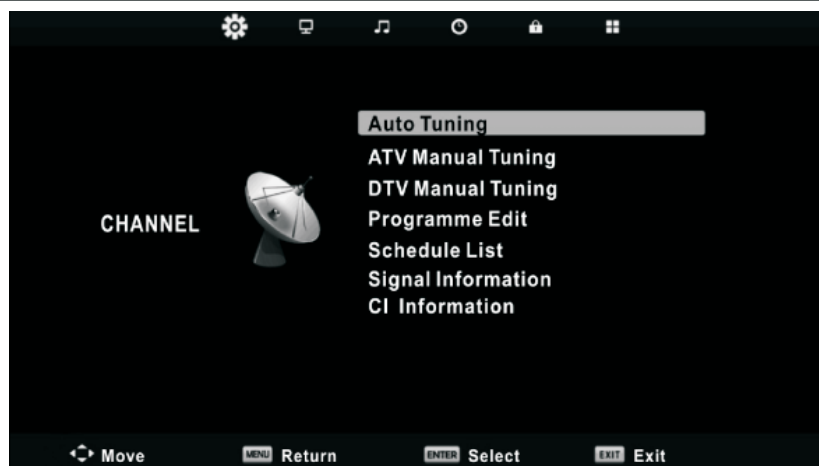 Auto Tuning
ATV Manual Tuning
DTV Manual Tuning
CHANNEL
Programme Edit
Schedule List
Signal Information
CI Information
Move MENU Return ENTER Select EXIT Exit